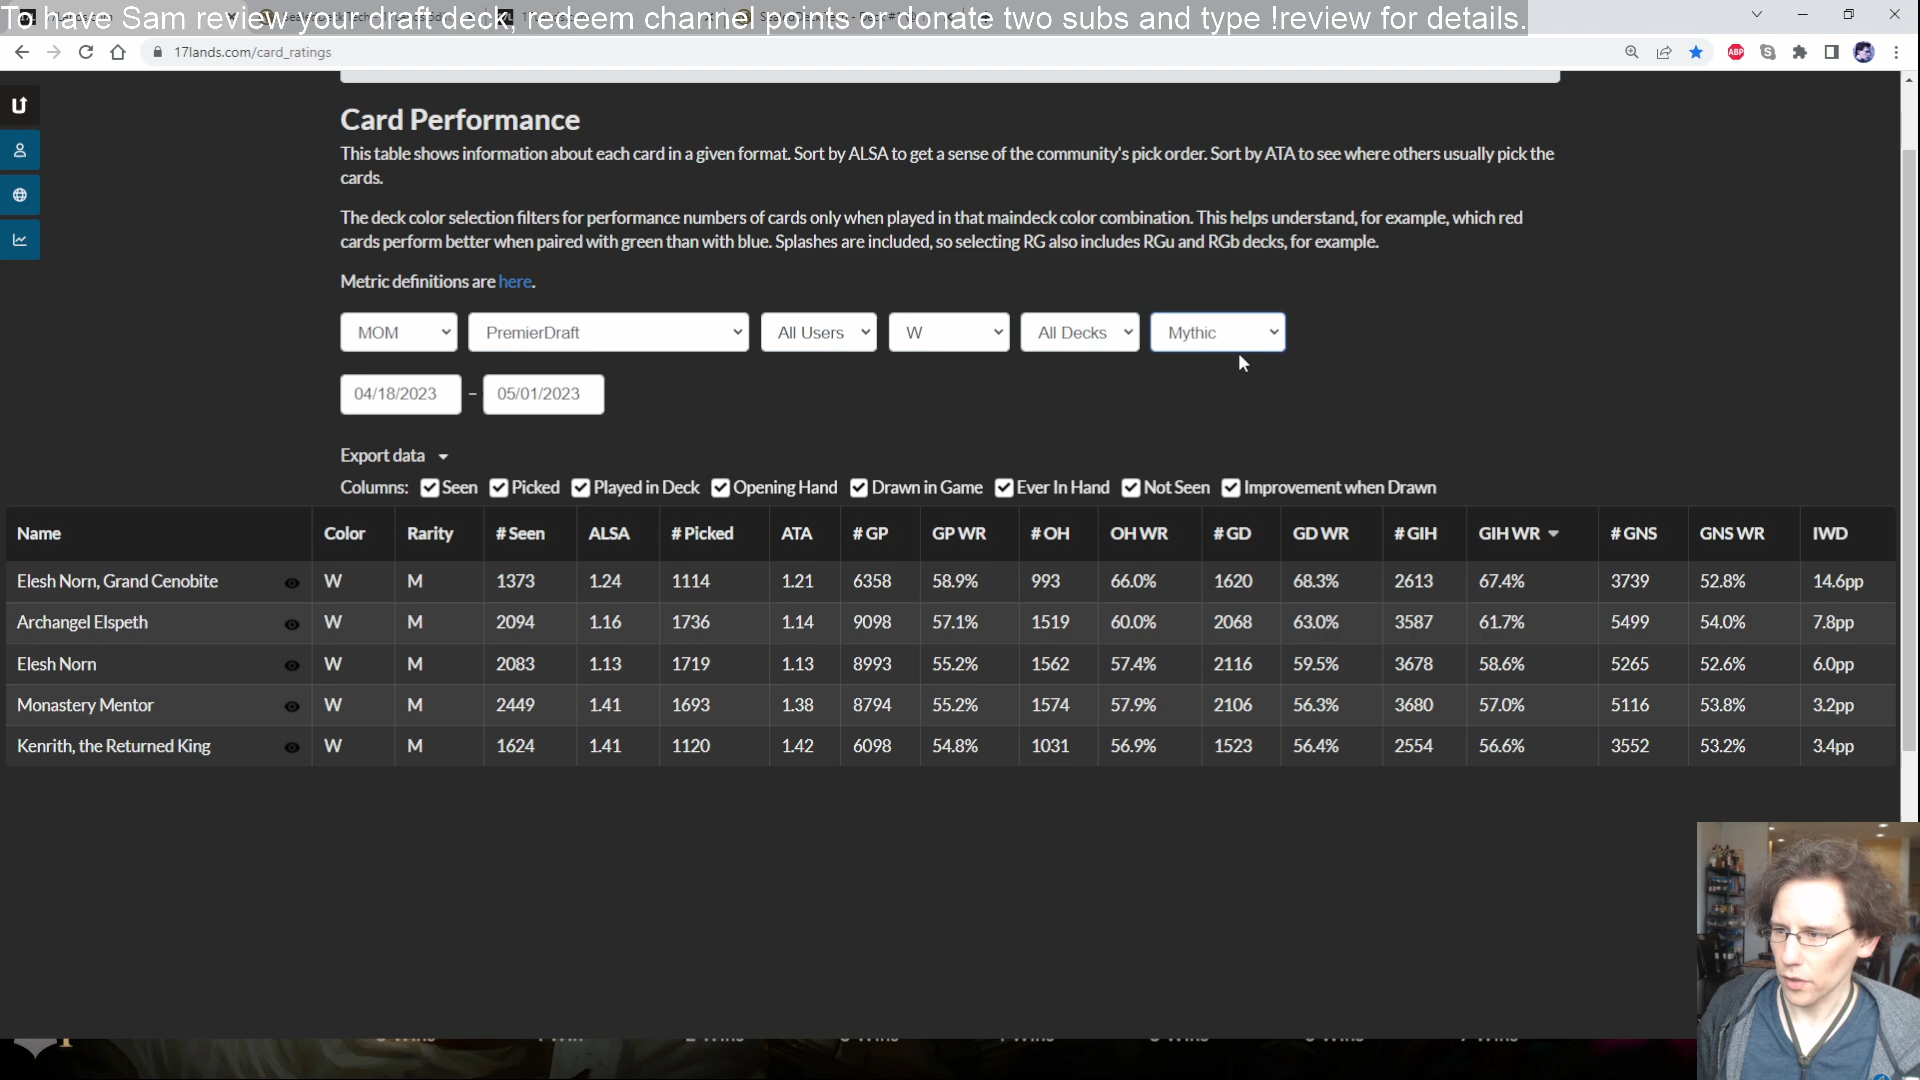 To have Sam review your draft deck, redeem channel points or donate two subs and type !review for details.
17lands.com/card_ratings
ABP
Card Performance
This table shows information about each card in a given format. Sort by ALSA to get a sense of the community's pick order. Sort by ATA to see where others usually pick the
cards.
The deck color selection filters for performance numbers of cards only when played in that maindeck color combination. This helps understand, for example, which red
cards perform better when paired with green than with blue. Splashes are included, so selecting RG also includes RGu and RGb decks, for example.
Metric definitions are here.
MOM PremierDraft All Users W All Decks Mythic
04/18/2023 – 05/01/2023
Export data
Columns: Seen Picked Played in Deck Opening Hand Drawn in Game Ever In Hand Not Seen Improvement when Drawn
Name Color Rarity # Seen ALSA # Picked ATA # GP GP WR # OH OH WR # GD GD WR # GIH GIH WR # GNS GNS WR IWD
Elesh Norn, Grand Cenobite W M 1373 1.24 1114 1.21 6358 58.9% 993 66.0% 1620 68.3% 2613 67.4% 3739 52.8% 14.6pp
Archangel Elspeth W M 2094 1.16 1736 1.14 9098 57.1% 1519 60.0% 2068 63.0% 3587 61.7% 5499 54.0% 7.8pp
Elesh Norn W M 2083 1.13 1719 1.13 8993 55.2% 1562 57.4% 2116 59.5% 3678 58.6% 5265 52.6% 6.0pp
Monastery Mentor W M 2449 1.41 1693 1.38 8794 55.2% 1574 57.9% 2106 56.3% 3680 57.0% 5116 53.8% 3.2pp
Kenrith, the Returned King W M 1624 1.41 1120 1.42 6098 54.8% 1031 56.9% 1523 56.4% 2554 56.6% 3552 53.2% 3.4pp